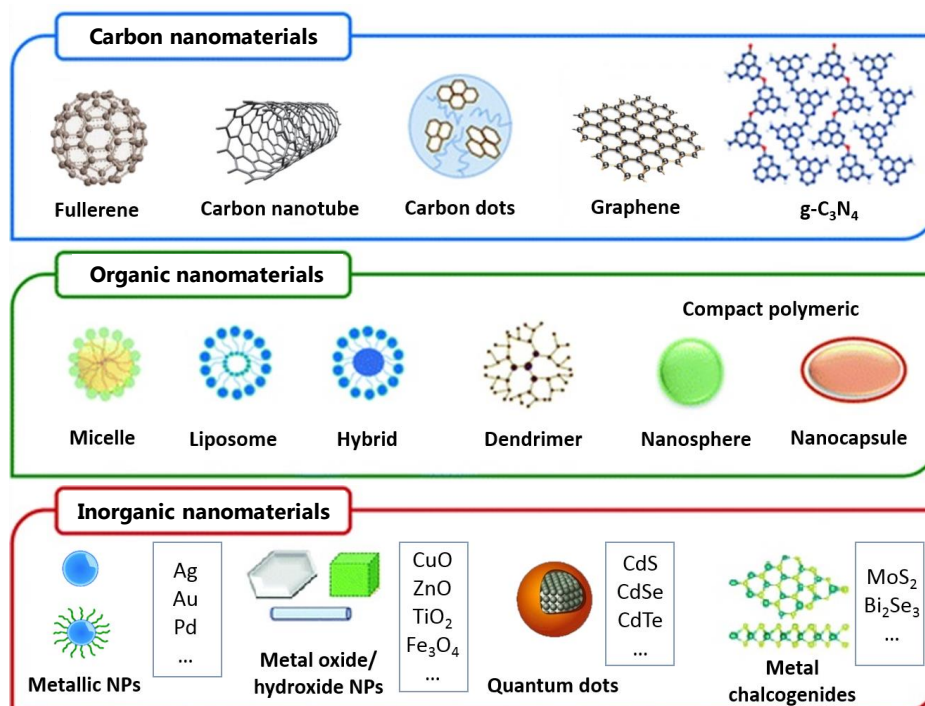 Carbon nanomaterials
Fullerene
Carbon nanotube
Carbon dots
Graphene
g-C₃N₄
Organic nanomaterials
Compact polymeric
Micelle
Liposome
Hybrid
Dendrimer
Nanosphere
Nanocapsule
Inorganic nanomaterials
Metallic NPs
Ag
Au
Pd
...
Metal oxide/
hydroxide NPs
CuO
ZnO
TiO₂
Fe₃O₄
...
Quantum dots
CdS
CdSe
CdTe
...
Metal
chalcogenides
MoS₂
Bi₂Se₃
...